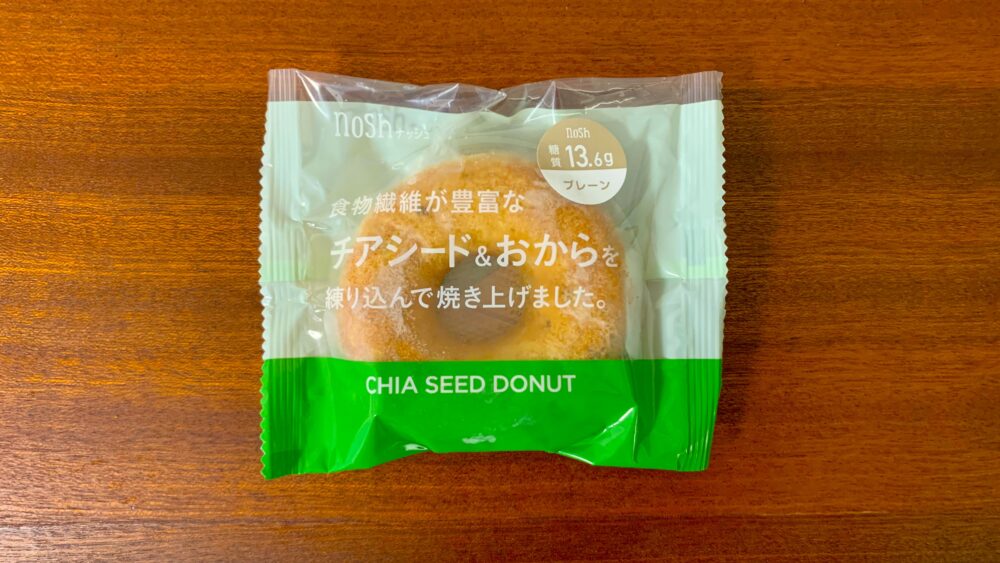 nosh ナッシュ
nosh
糖質 13.6g
プレーン
食物繊維が豊富な
チアシード&おからを
練り込んで焼き上げました。
CHIA SEED DONUT